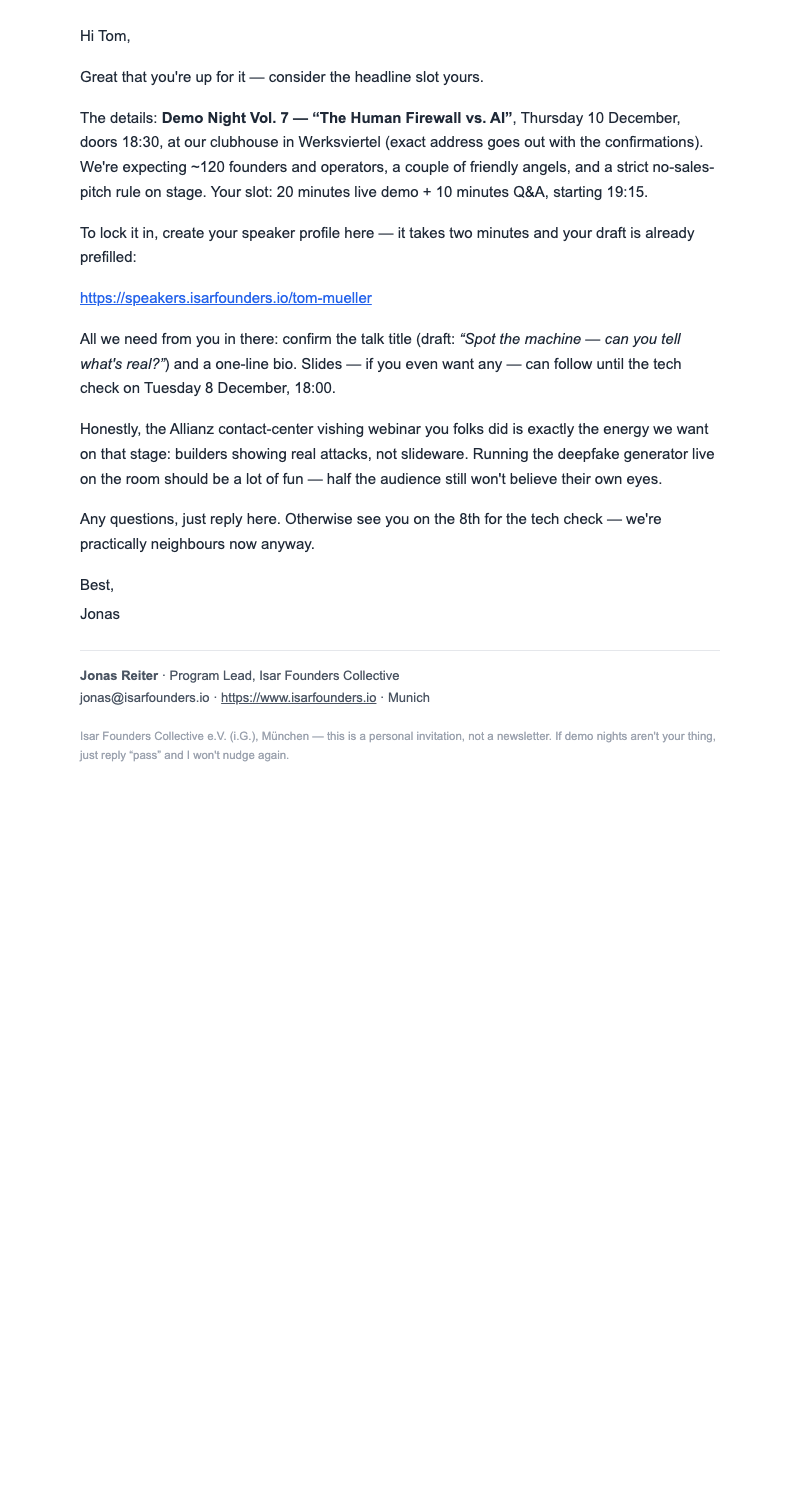 Hi Tom,
Great that you're up for it — consider the headline slot yours.
The details: Demo Night Vol. 7 — “The Human Firewall vs. AI”, Thursday 10 December,
doors 18:30, at our clubhouse in Werksviertel (exact address goes out with the confirmations).
We're expecting ~120 founders and operators, a couple of friendly angels, and a strict no-sales-
pitch rule on stage. Your slot: 20 minutes live demo + 10 minutes Q&A, starting 19:15.
To lock it in, create your speaker profile here — it takes two minutes and your draft is already
prefilled:
https://speakers.isarfounders.io/tom-mueller
All we need from you in there: confirm the talk title (draft: “Spot the machine — can you tell
what's real?”) and a one-line bio. Slides — if you even want any — can follow until the tech
check on Tuesday 8 December, 18:00.
Honestly, the Allianz contact-center vishing webinar you folks did is exactly the energy we want
on that stage: builders showing real attacks, not slideware. Running the deepfake generator live
on the room should be a lot of fun — half the audience still won't believe their own eyes.
Any questions, just reply here. Otherwise see you on the 8th for the tech check — we're
practically neighbours now anyway.
Best,
Jonas
Jonas Reiter · Program Lead, Isar Founders Collective
jonas@isarfounders.io · https://www.isarfounders.io · Munich
Isar Founders Collective e.V. (i.G.), München — this is a personal invitation, not a newsletter. If demo nights aren't your thing,
just reply “pass” and I won't nudge again.